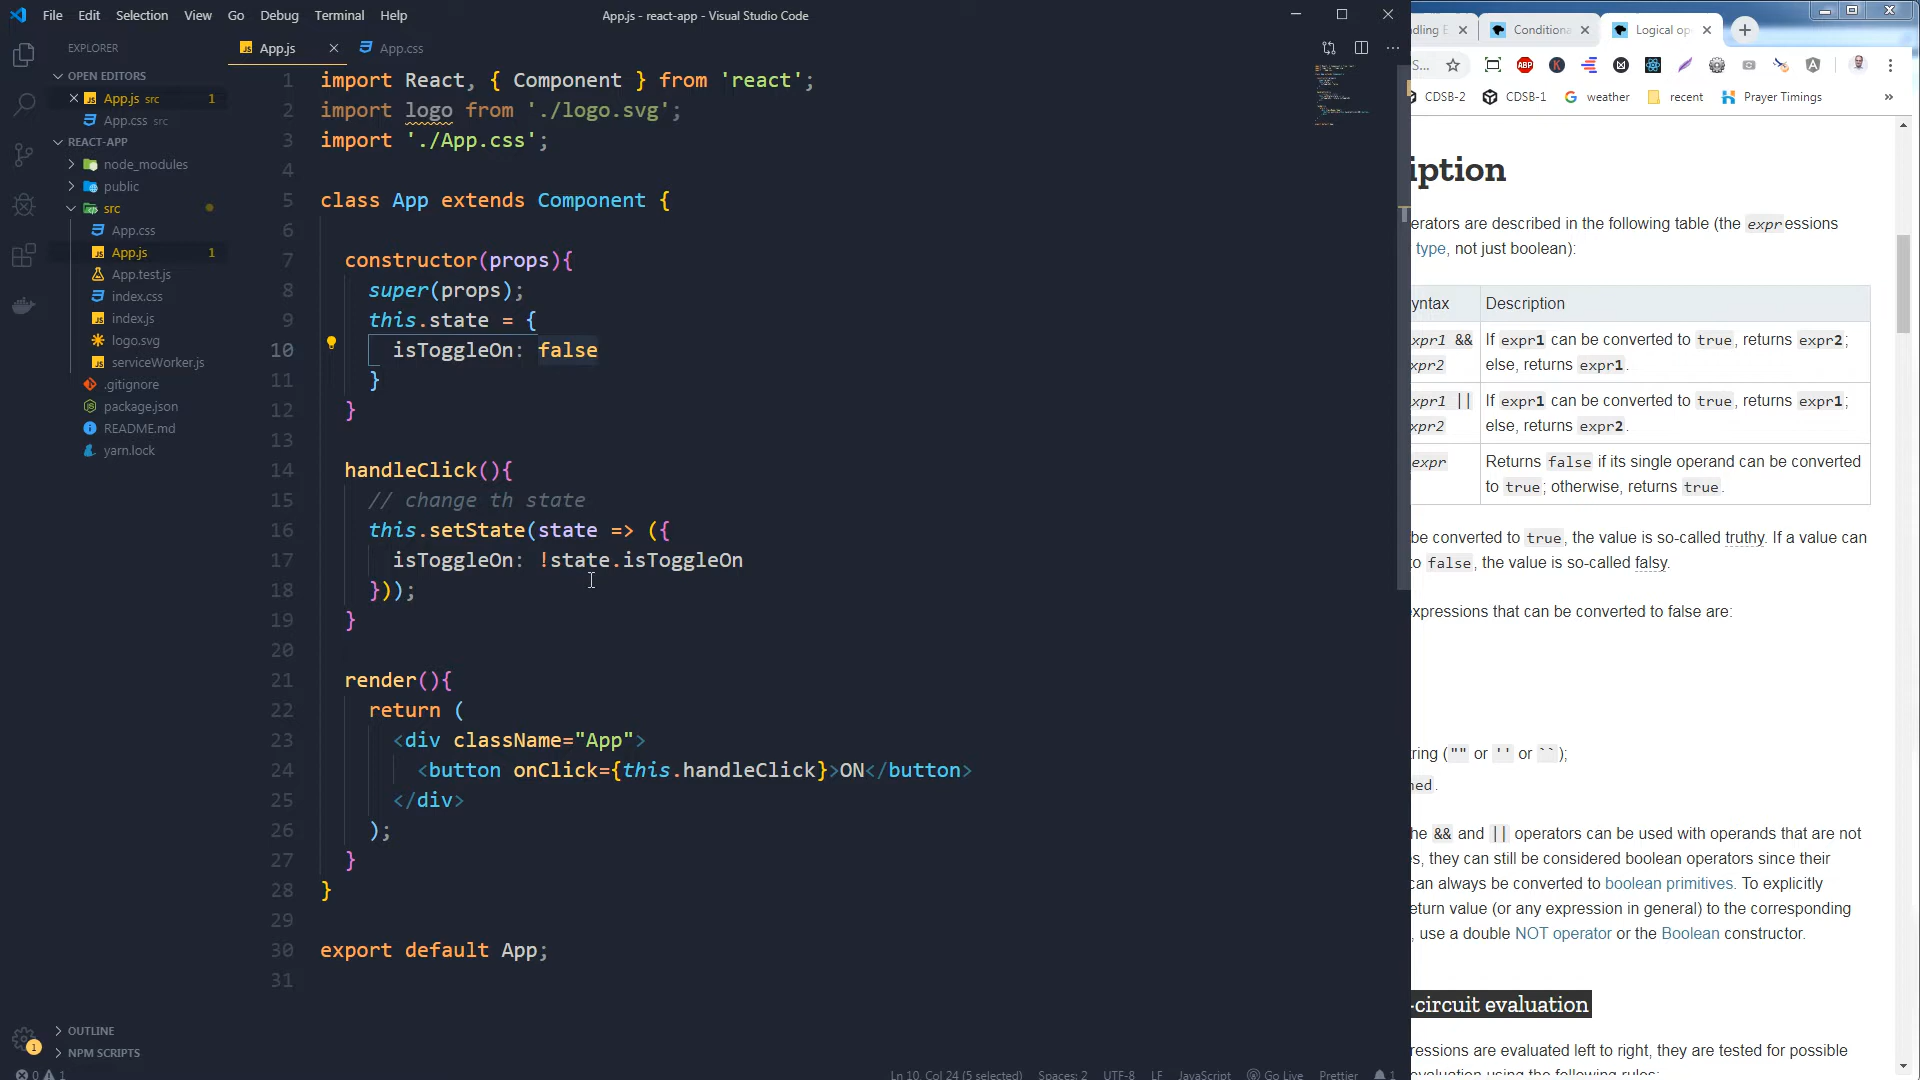 File Edit Selection View Go Debug Terminal Help
App.js - react-app - Visual Studio Code
EXPLORER
OPEN EDITORS
App.js src 1
App.css src
REACT-APP
node_modules
public
src
App.css
App.js 1
App.test.js
index.css
index.js
logo.svg
serviceWorker.js
.gitignore
package.json
README.md
yarn.lock
OUTLINE
NPM SCRIPTS
App.js
App.css
1 import React, { Component } from 'react';
2 import logo from './logo.svg';
3 import './App.css';
4
5 class App extends Component {
6
7 constructor(props){
8 super(props);
9 this.state = {
10 isToggleOn: false
11 }
12 }
13
14 handleClick(){
15 // change th state
16 this.setState(state => ({
17 isToggleOn: !state.isToggleOn
18 }));
19 }
20
21 render(){
22 return (
23 <div className="App">
24 <button onClick={this.handleClick}>ON</button>
25 </div>
26 );
27 }
28 }
29
30 export default App;
31
0 1
Ln 10, Col 24 (5 selected) Spaces: 2 UTF-8 LF JavaScript Go Live Prettier 1
dling E
Conditiona
Logical op
S...
ABP
CDSB-2 CDSB-1 weather recent Prayer Timings »
iption
erators are described in the following table (the expressions
type, not just boolean):
yntax Description
xpr1 && If expr1 can be converted to true, returns expr2;
xpr2 else, returns expr1.
xpr1 || If expr1 can be converted to true, returns expr1;
xpr2 else, returns expr2.
expr Returns false if its single operand can be converted
to true; otherwise, returns true.
be converted to true, the value is so-called truthy. If a value can
o false, the value is so-called falsy.
xpressions that can be converted to false are:
ring ("" or '' or ``);
ned.
he && and || operators can be used with operands that are not
s, they can still be considered boolean operators since their
can always be converted to boolean primitives. To explicitly
eturn value (or any expression in general) to the corresponding
, use a double NOT operator or the Boolean constructor.
-circuit evaluation
ressions are evaluated left to right, they are tested for possible
evaluation using the following rules: